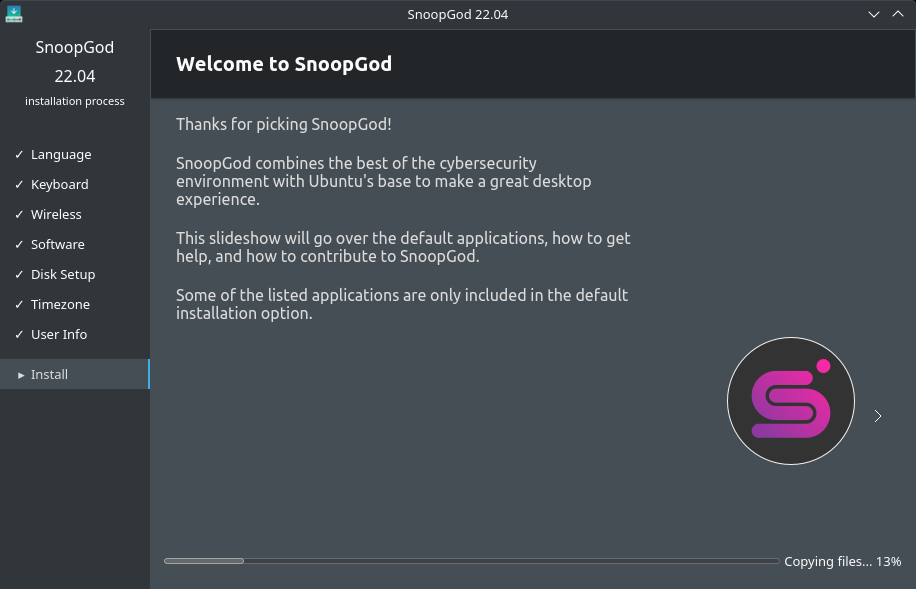 SnoopGod 22.04
SnoopGod
22.04
installation process
✓ Language
✓ Keyboard
✓ Wireless
✓ Software
✓ Disk Setup
✓ Timezone
✓ User Info
▸ Install
Welcome to SnoopGod
Thanks for picking SnoopGod!
SnoopGod combines the best of the cybersecurity
environment with Ubuntu's base to make a great desktop
experience.
This slideshow will go over the default applications, how to get
help, and how to contribute to SnoopGod.
Some of the listed applications are only included in the default
installation option.
Copying files... 13%